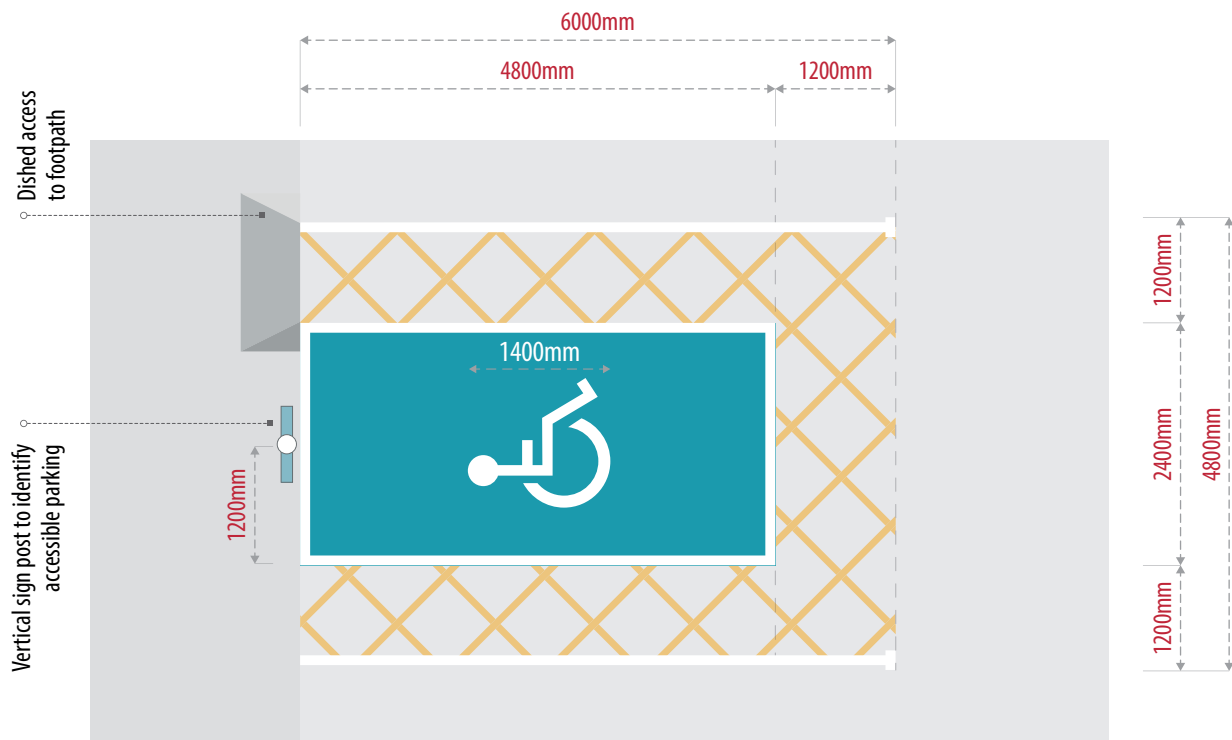 6000mm
4800mm
1200mm
Dished access
to footpath
1200mm
1400mm
2400mm
4800mm
Vertical sign post to identify
accessible parking
1200mm
1200mm